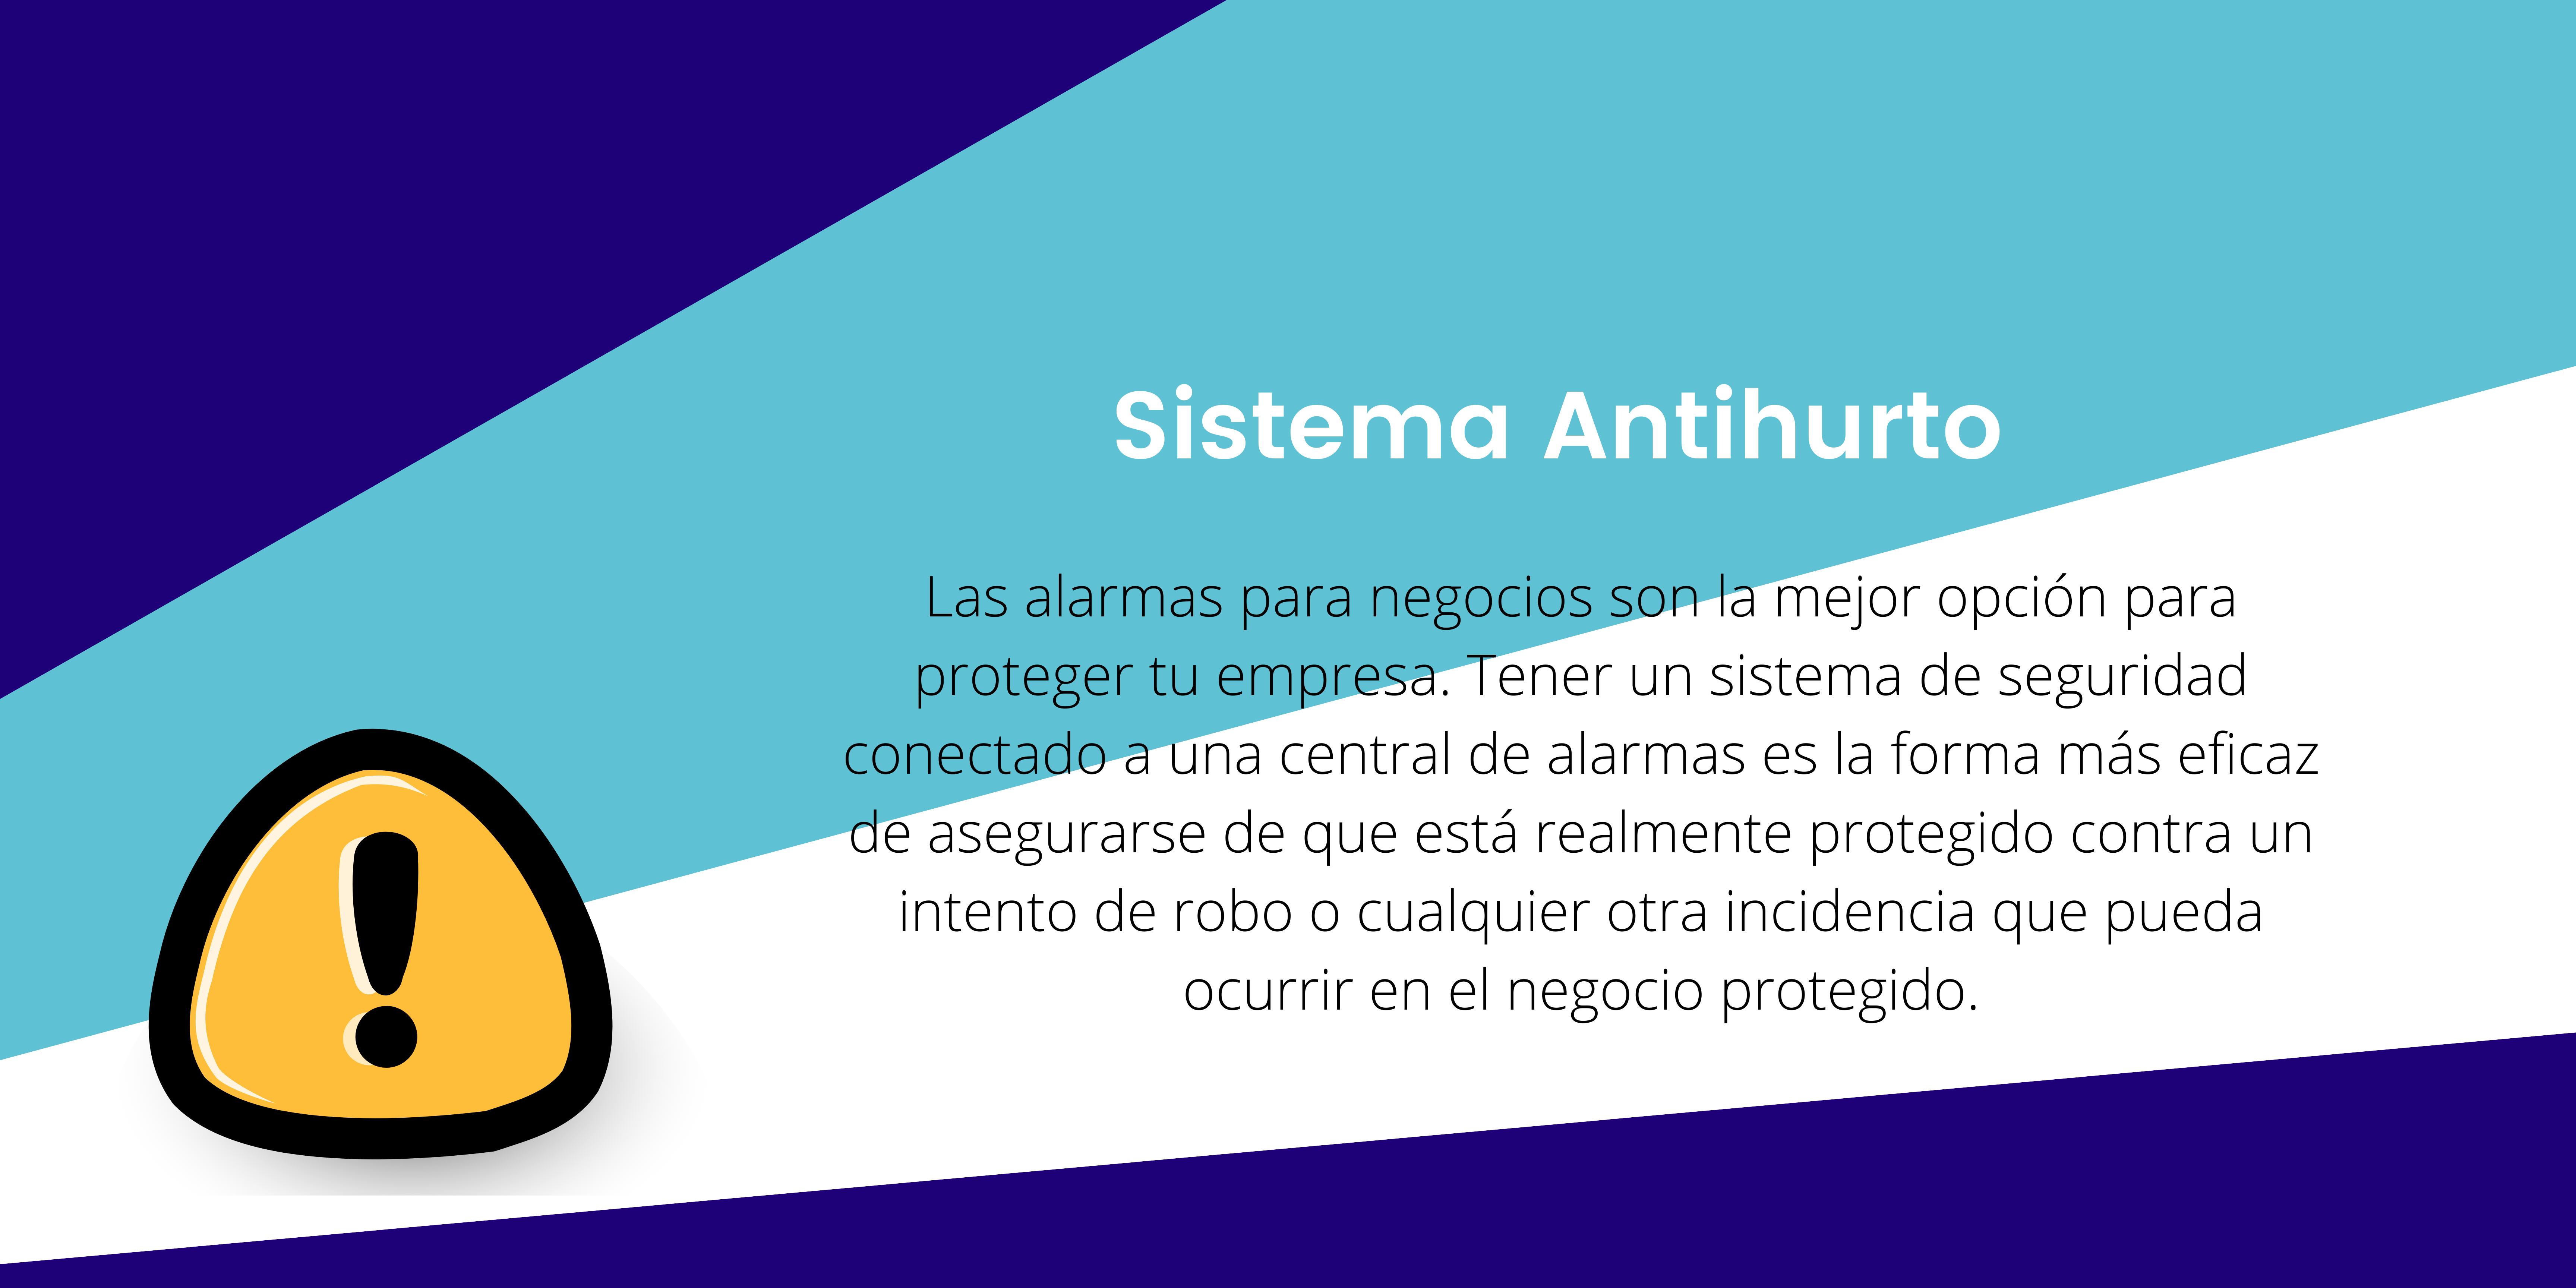 Sistema Antihurto
Las alarmas para negocios son la mejor opción para
proteger tu empresa. Tener un sistema de seguridad
conectado a una central de alarmas es la forma más eficaz
de asegurarse de que está realmente protegido contra un
intento de robo o cualquier otra incidencia que pueda
ocurrir en el negocio protegido.